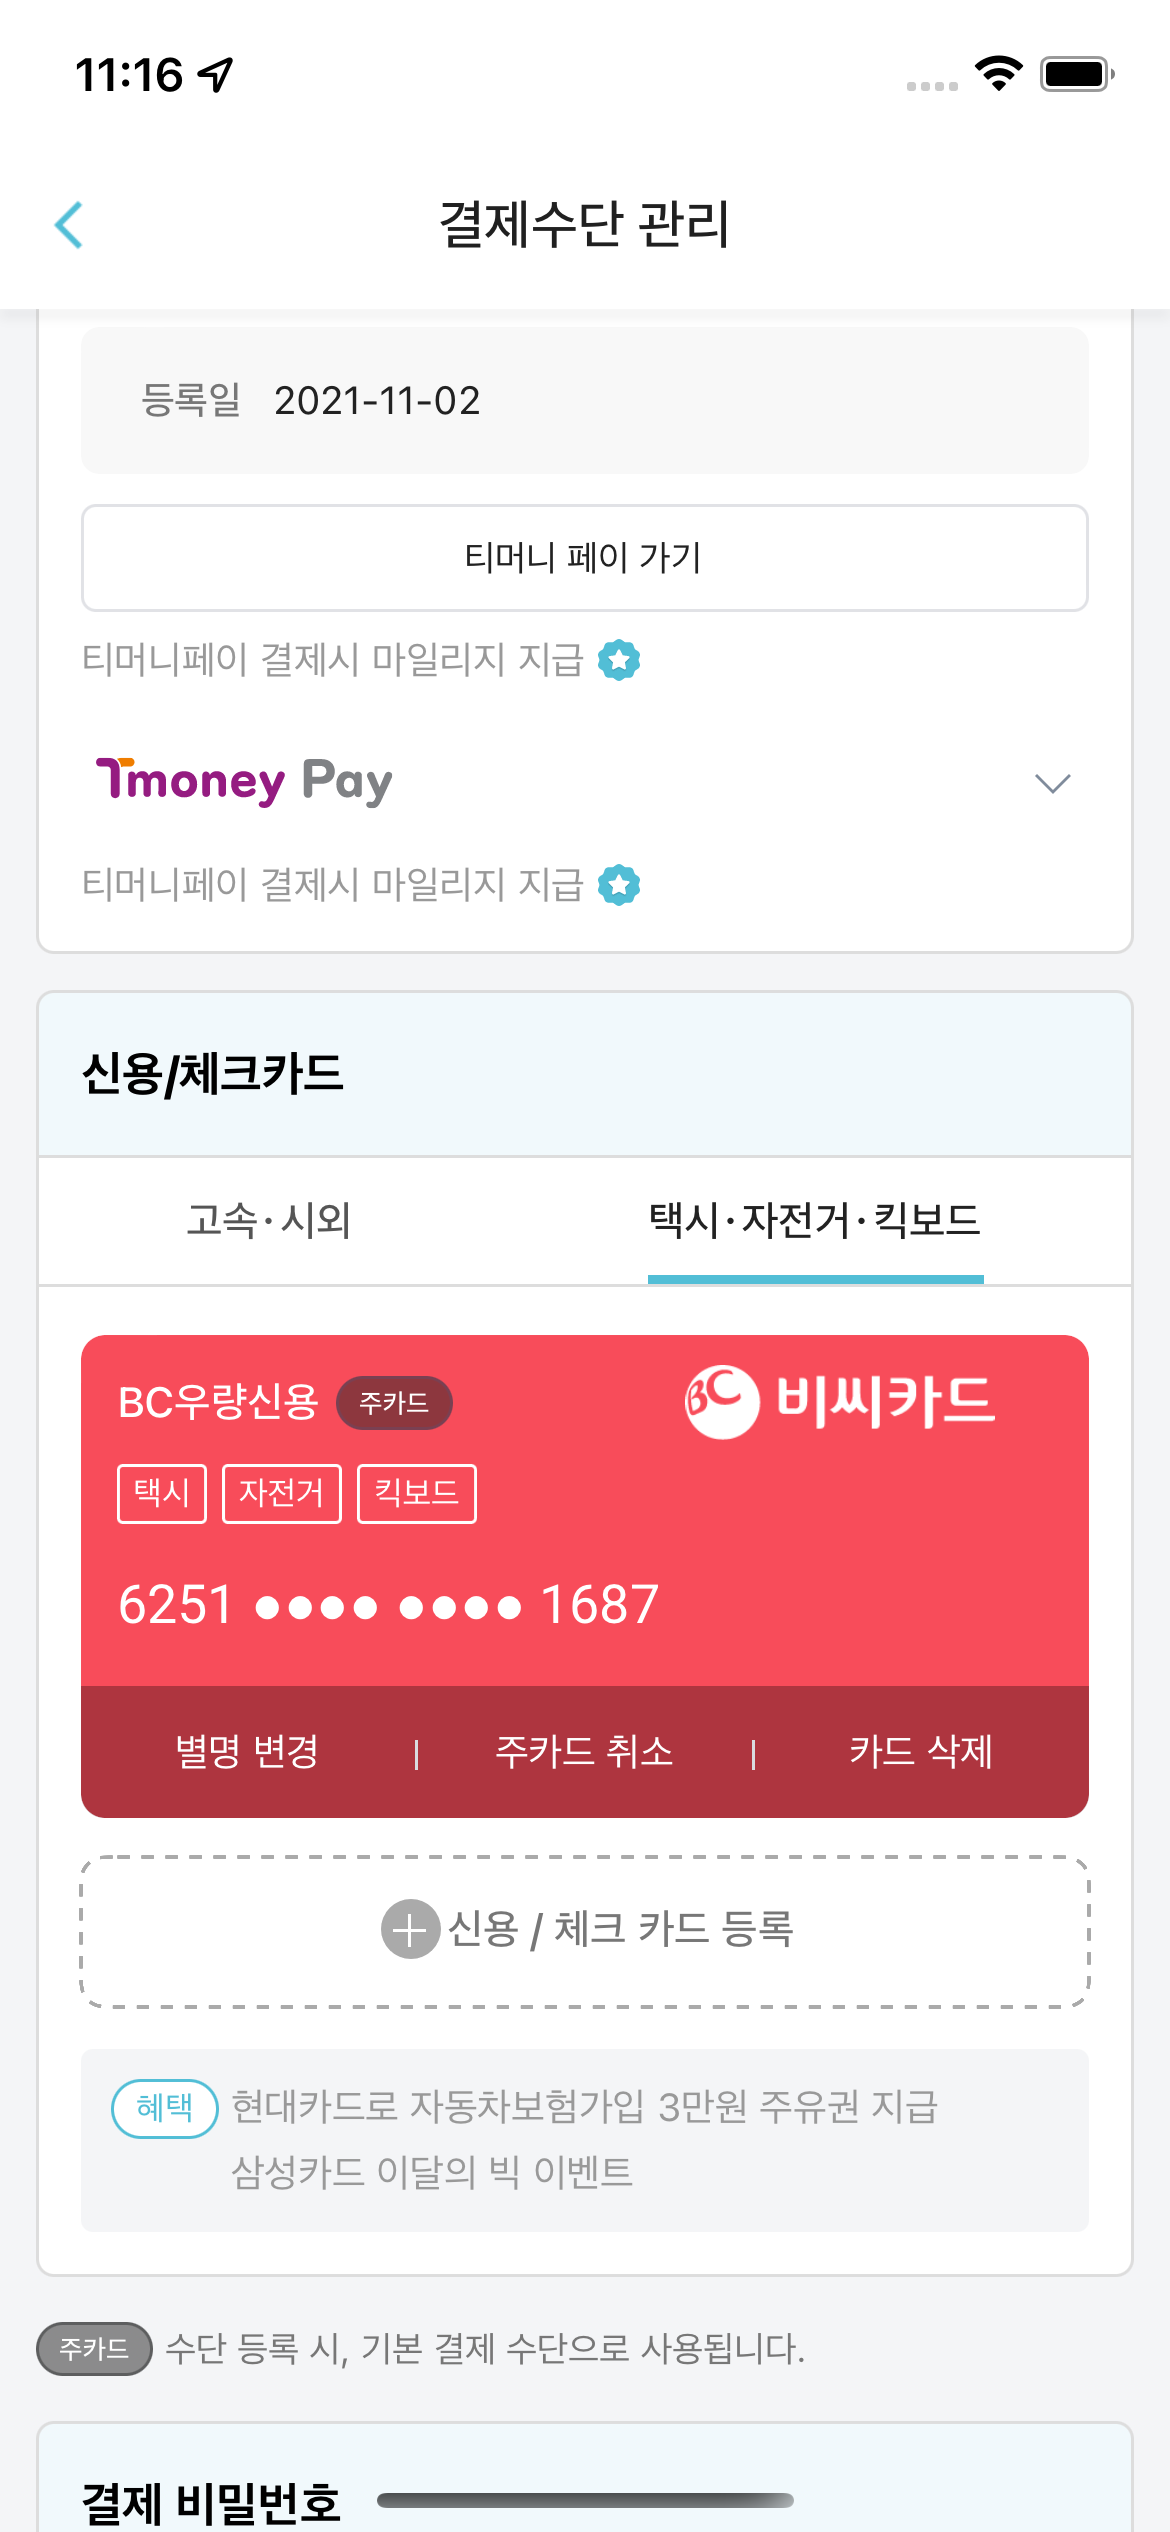 11:16
결제수단 관리
등록일 2021-11-02
티머니 페이 가기
티머니페이 결제시 마일리지 지급
Tmoney Pay
티머니페이 결제시 마일리지 지급
신용/체크카드
고속·시외 택시·자전거·킥보드
BC우량신용 주카드 BC 비씨카드
택시 자전거 킥보드
6251 ●●●● ●●●● 1687
별명 변경 | 주카드 취소 | 카드 삭제
신용 / 체크 카드 등록
혜택 현대카드로 자동차보험가입 3만원 주유권 지급
삼성카드 이달의 빅 이벤트
주카드 수단 등록 시, 기본 결제 수단으로 사용됩니다.
결제 비밀번호